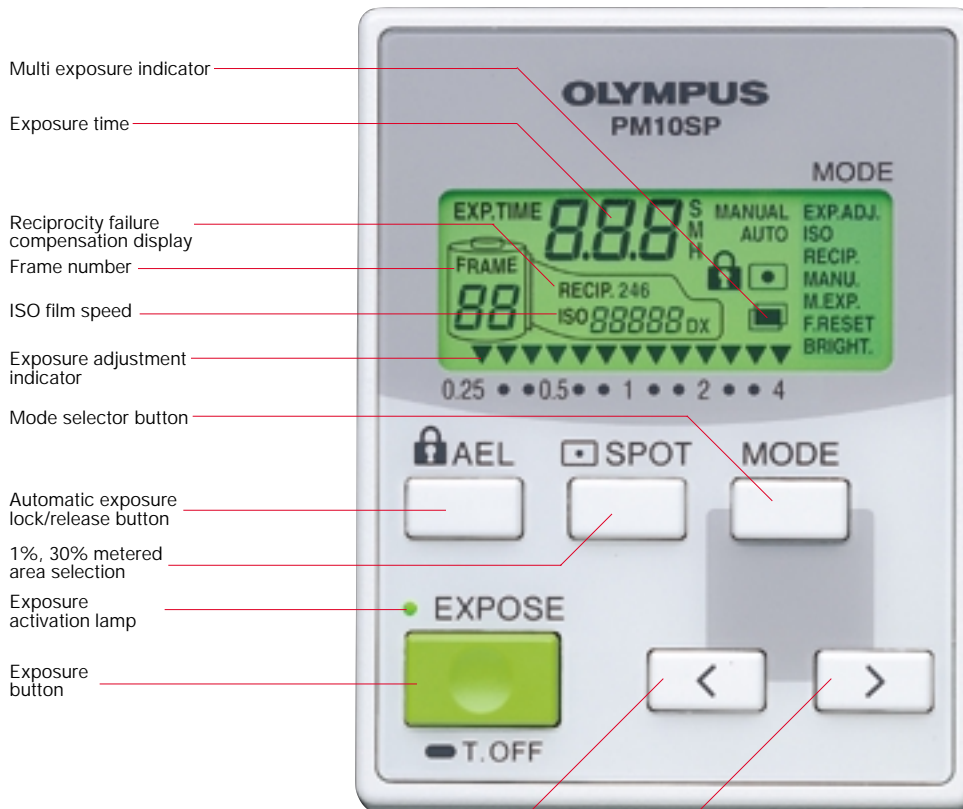 Multi exposure indicator
Exposure time
Reciprocity failure
compensation display
Frame number
ISO film speed
Exposure adjustment
indicator
Mode selector button
Automatic exposure
lock/release button
1%, 30% metered
area selection
Exposure
activation lamp
Exposure
button
OLYMPUS
PM10SP
MODE
EXP.TIME 8.8.8 S M H MANUAL
AUTO
FRAME
88
RECIP. 246
ISO 88888 DX
EXP.ADJ.
ISO
RECIP.
MANU.
M.EXP.
F.RESET
BRIGHT.
0.25 • • 0.5 • • 1 • • 2 • • 4
AEL SPOT MODE
EXPOSE
< >
T.OFF